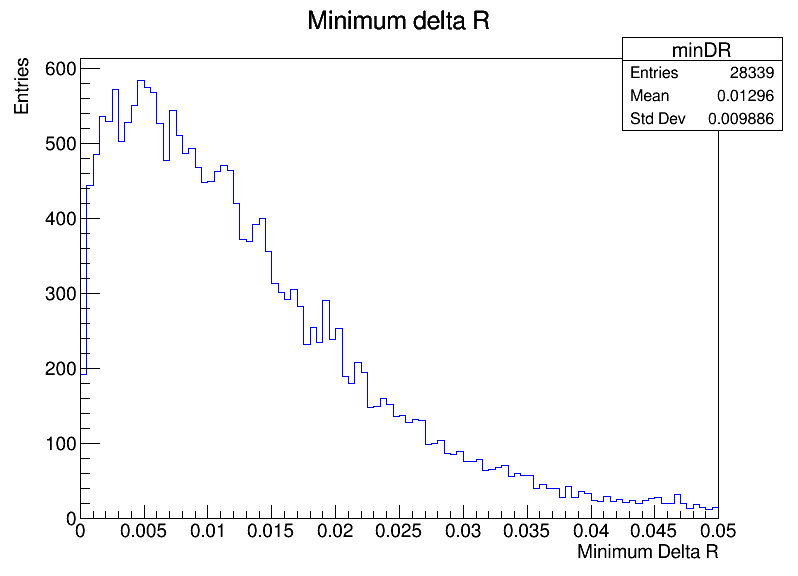 Minimum delta R
minDR
Entries 28339
Mean 0.01296
Std Dev 0.009886
Entries
600
500
400
300
200
100
0
0 0.005 0.01 0.015 0.02 0.025 0.03 0.035 0.04 0.045 0.05
Minimum Delta R